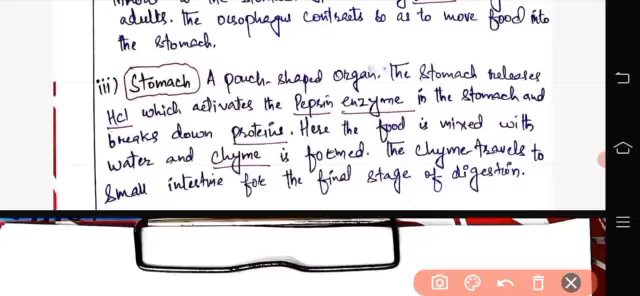 adults. The oesophagus contracts so as to move food into
the stomach.
iii) Stomach A pouch-shaped organ. The stomach releases
HCl which activates the Pepsin enzyme in the stomach and
breaks down proteins. Here the food is mixed with
water and chyme is formed. The chyme travels to
small intestine for the final stage of digestion.